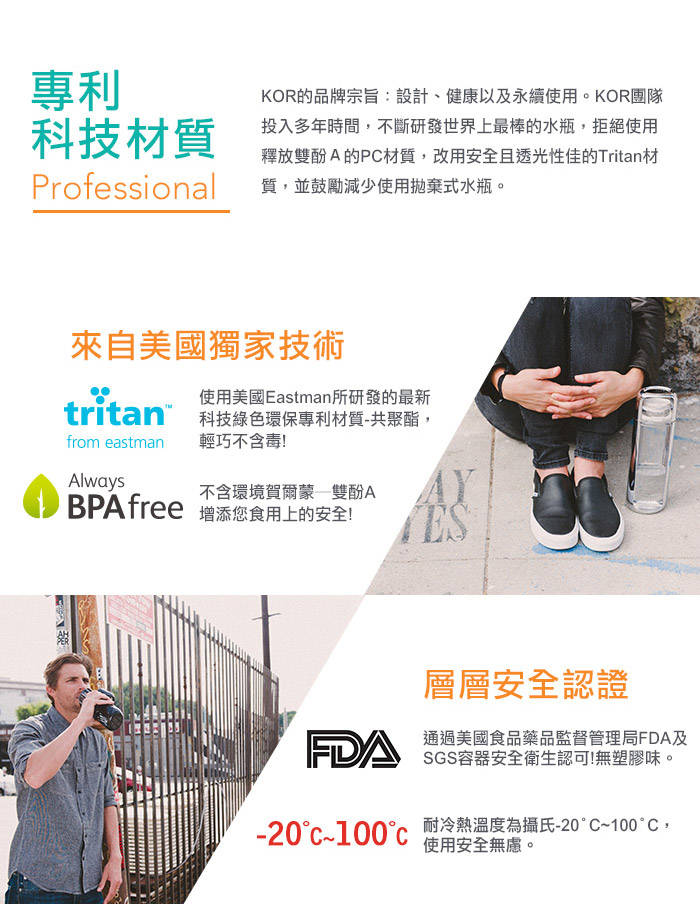 專利
科技材質
Professional
KOR的品牌宗旨：設計、健康以及永續使用。KOR團隊
投入多年時間，不斷研發世界上最棒的水瓶，拒絕使用
釋放雙酚A的PC材質，改用安全且透光性佳的Tritan材
質，並鼓勵減少使用拋棄式水瓶。
來自美國獨家技術
tritan™
from eastman
使用美國Eastman所研發的最新
科技綠色環保專利材質-共聚酯，
輕巧不含毒!
Always
BPAfree
不含環境賀爾蒙—雙酚A
增添您食用上的安全!
AY
YES
AH
PER
層層安全認證
FDA
通過美國食品藥品監督管理局FDA及
SGS容器安全衛生認可!無塑膠味。
-20°C~100°C
耐冷熱溫度為攝氏-20°C~100°C，
使用安全無慮。